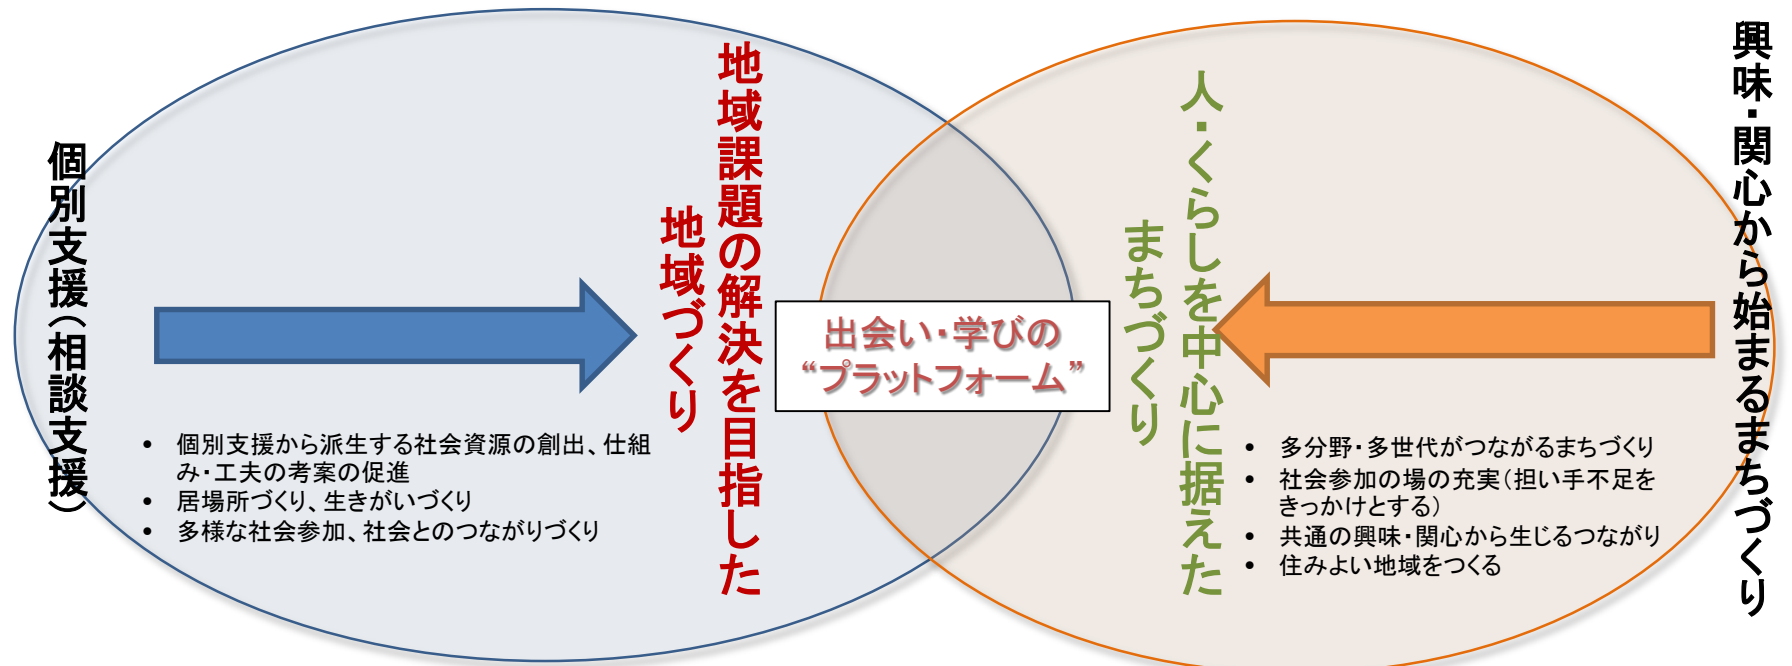 個別支援（相談支援）
地域課題の解決を目指した
地域づくり
• 個別支援から派生する社会資源の創出、仕組
み・工夫の考案の促進
• 居場所づくり、生きがいづくり
• 多様な社会参加、社会とのつながりづくり
出会い・学びの
“プラットフォーム”
人・くらしを中心に据えた
まちづくり
興味・関心から始まるまちづくり
• 多分野・多世代がつながるまちづくり
• 社会参加の場の充実（担い手不足を
きっかけとする）
• 共通の興味・関心から生じるつながり
• 住みよい地域をつくる